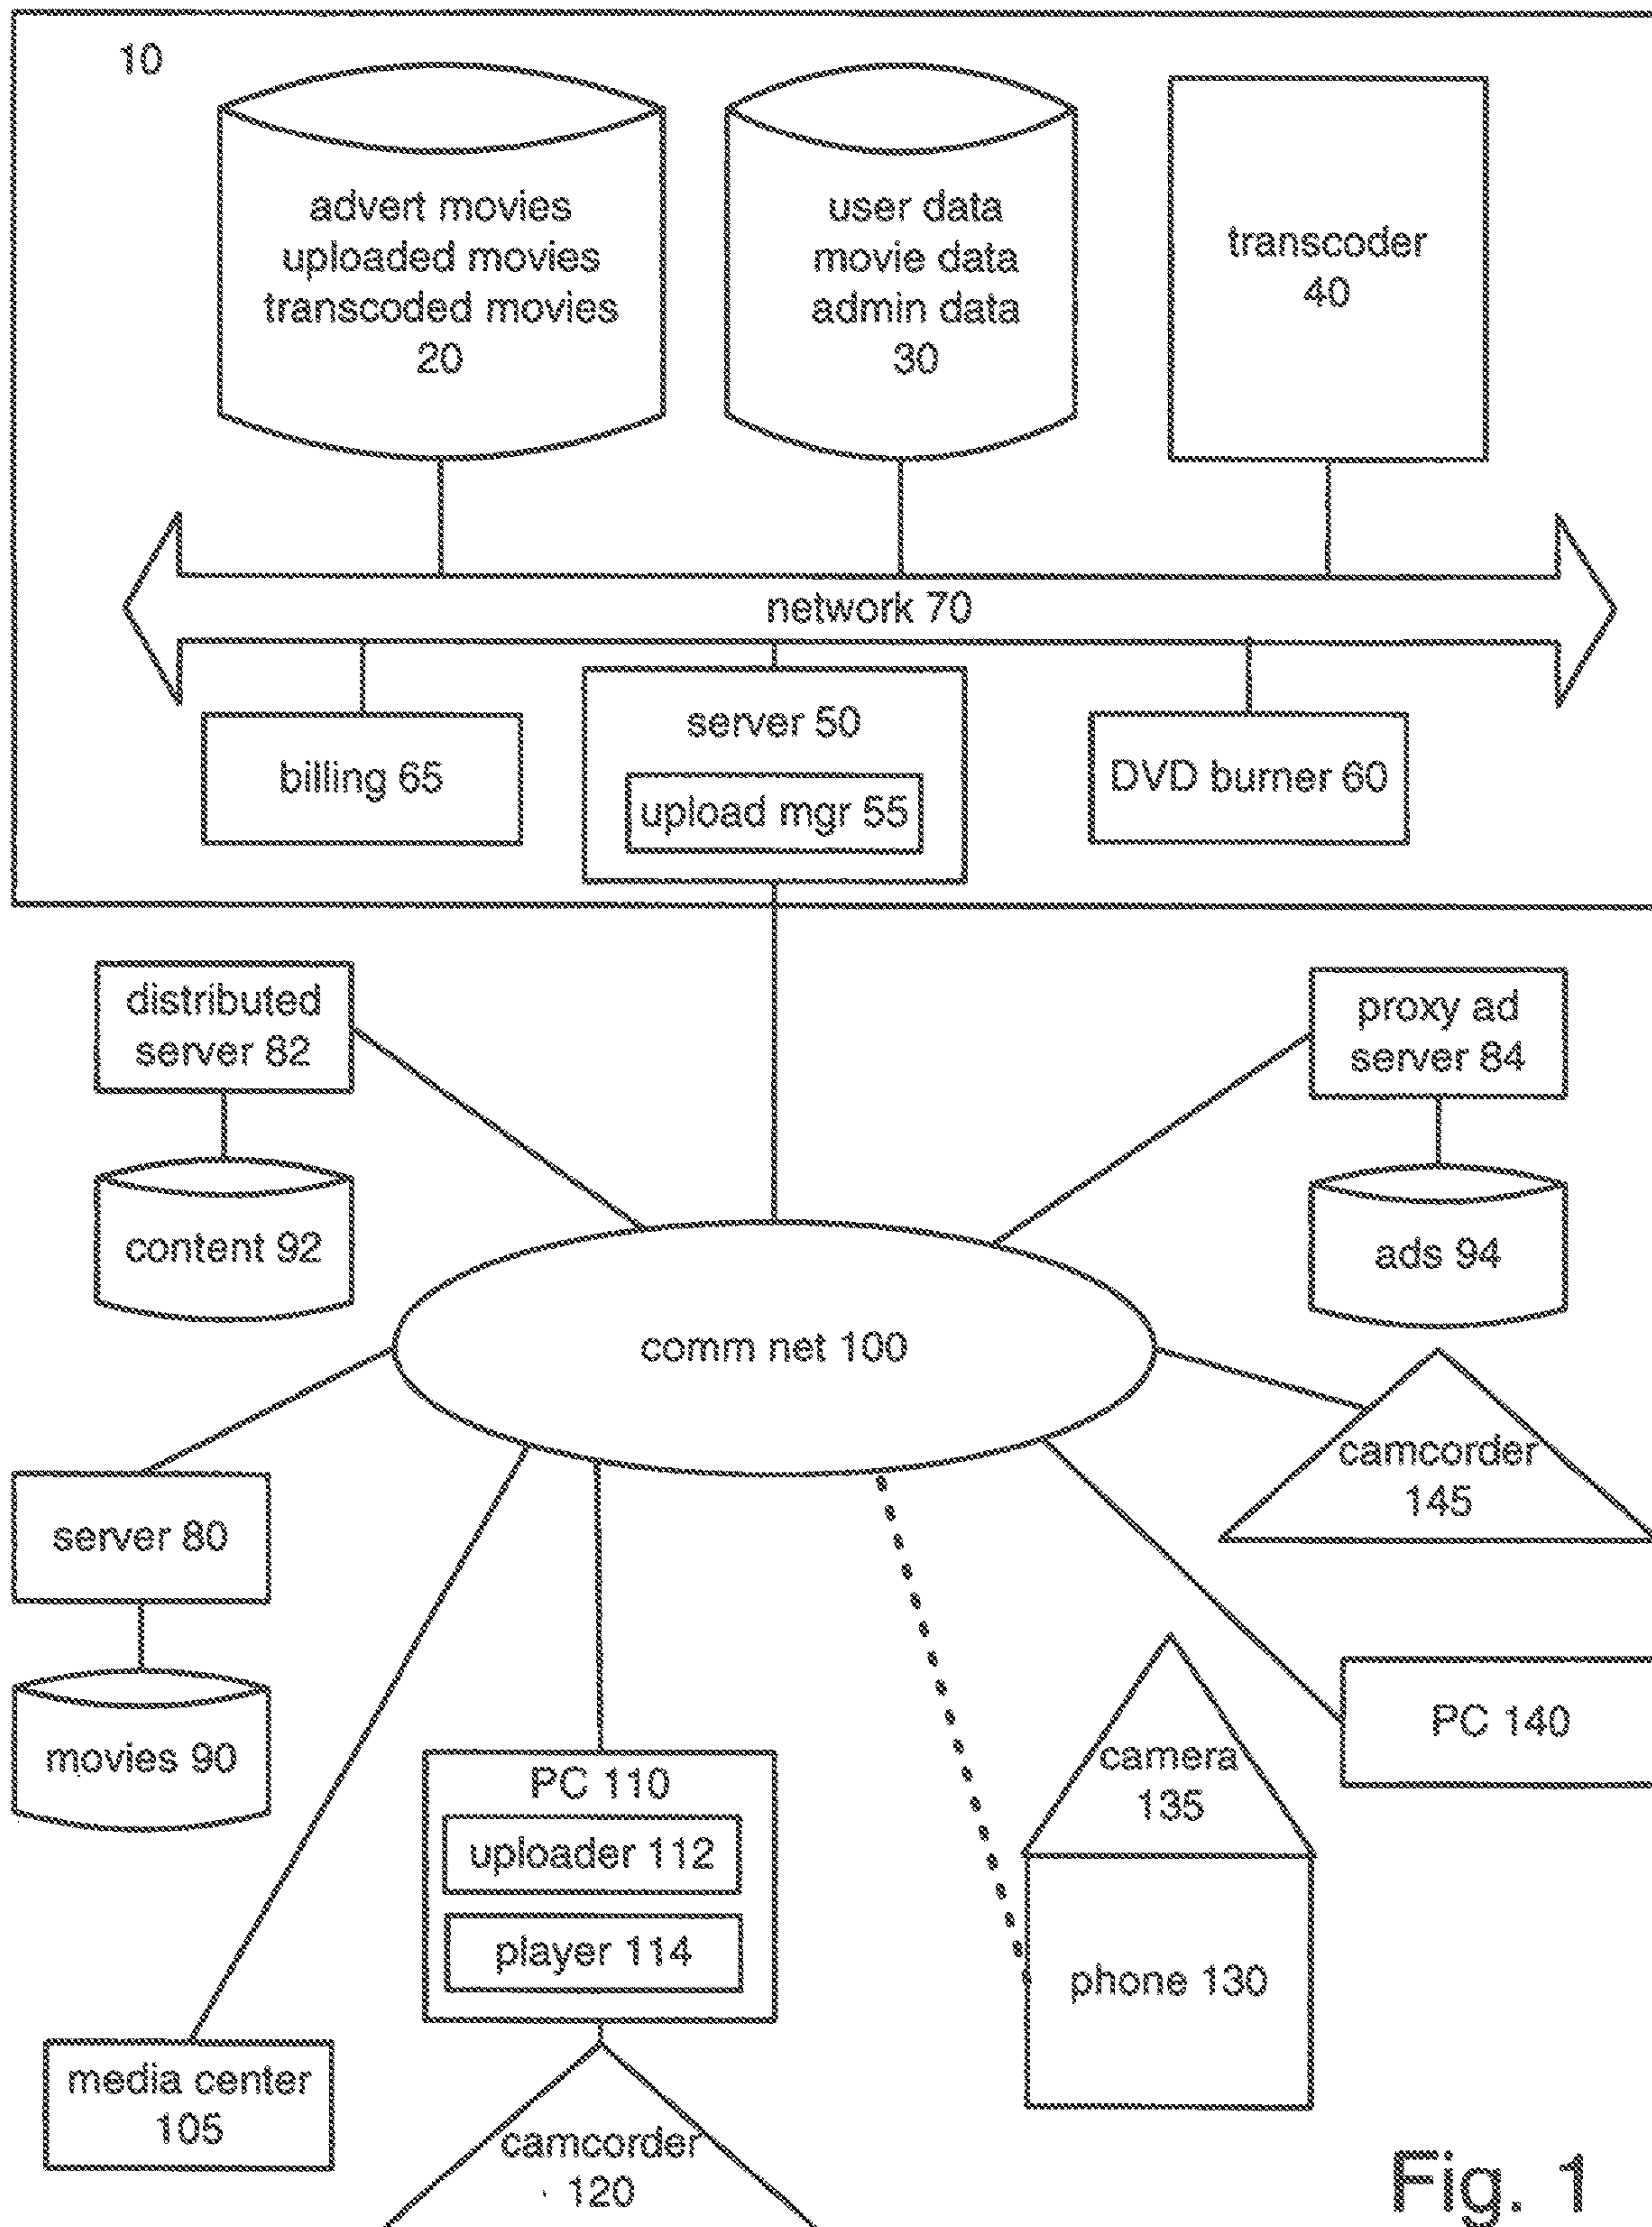 10
advert movies
uploaded movies
transcoded movies
20
user data
movie data
admin data
30
transcoder
40
network 70
billing 65
server 50
upload mgr 55
DVD burner 60
distributed
server 82
content 92
proxy ad
server 84
ads 94
comm net 100
camcorder
145
server 80
movies 90
PC 140
camera
135
phone 130
PC 110
uploader 112
player 114
media center
105
camcorder
120
Fig. 1